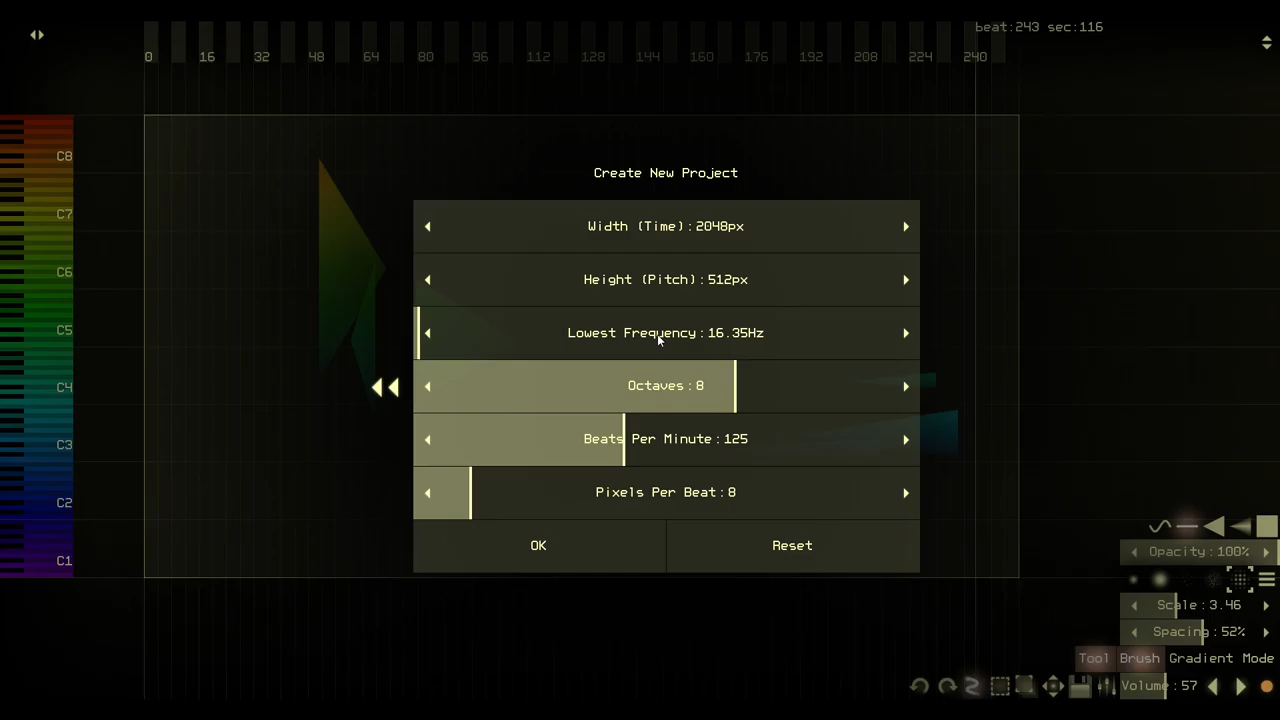 beat:243 sec:116
0 16 32 48 64 80 96 112 128 144 160 176 192 208 224 240
C8
C7
C6
C5
C4
C3
C2
C1
Create New Project
Width (Time):2048px
Height (Pitch):512px
Lowest Frequency:16.35Hz
Octaves:8
Beats Per Minute:125
Pixels Per Beat:8
OK Reset
Opacity:100%
Scale:3.46
Spacing:52%
Tool Brush Gradient Mode
Volume:57